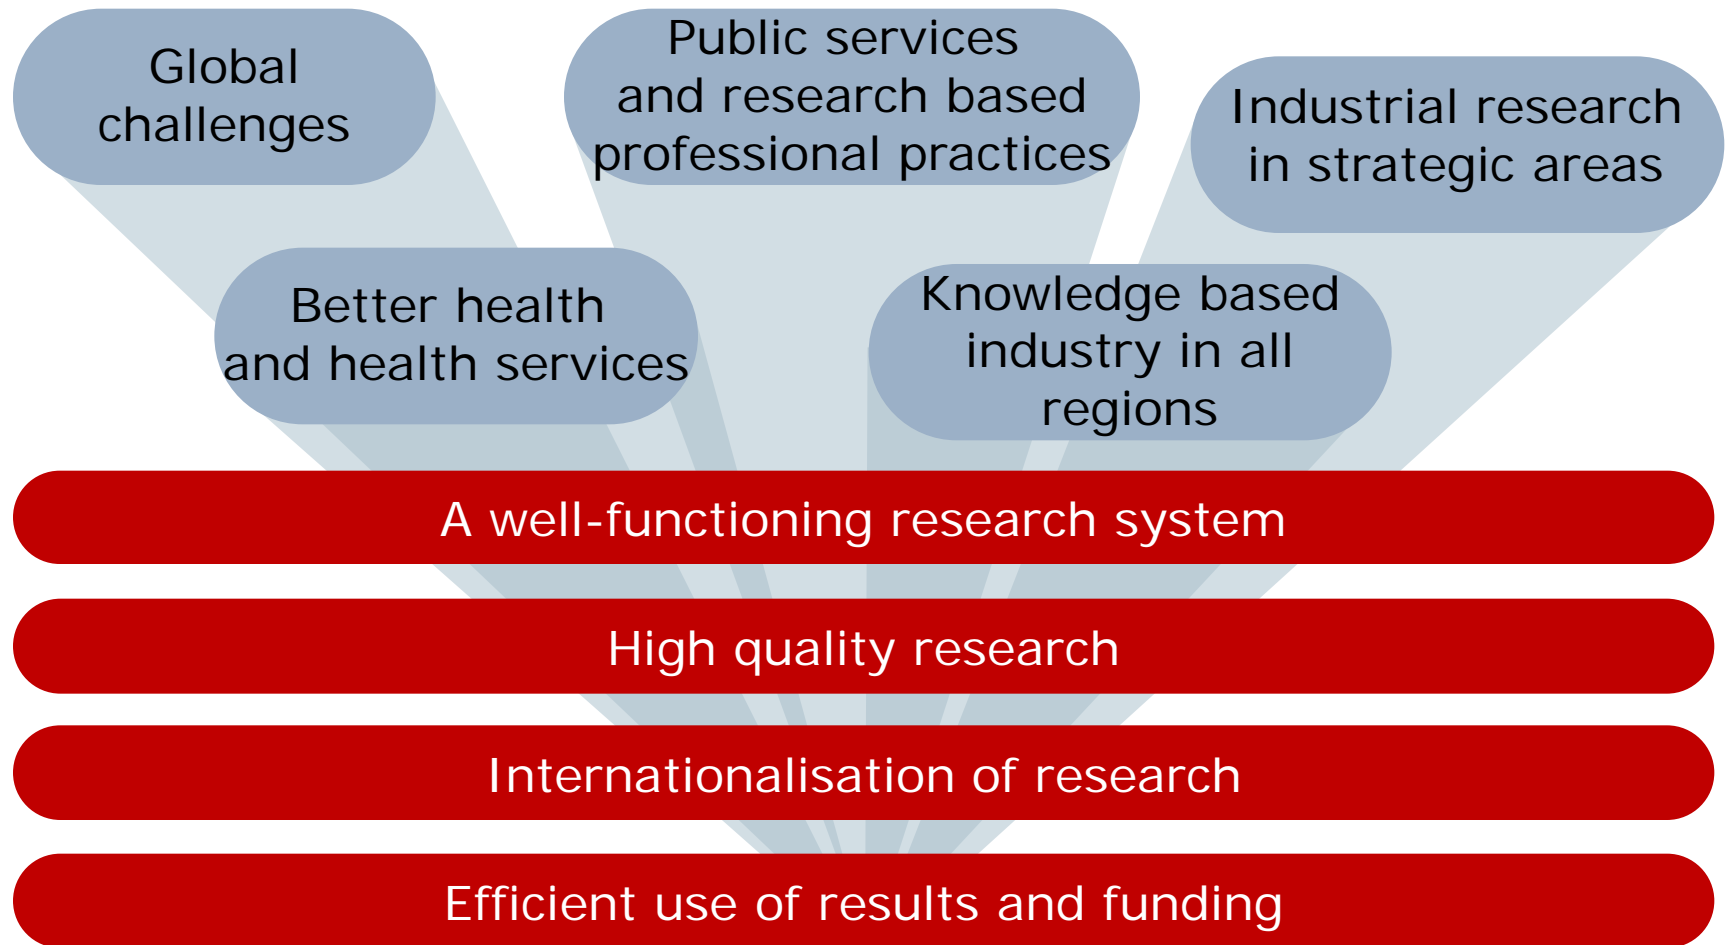 Global
challenges
Public services
and research based
professional practices
Industrial research
in strategic areas
Better health
and health services
Knowledge based
industry in all
regions
A well-functioning research system
High quality research
Internationalisation of research
Efficient use of results and funding